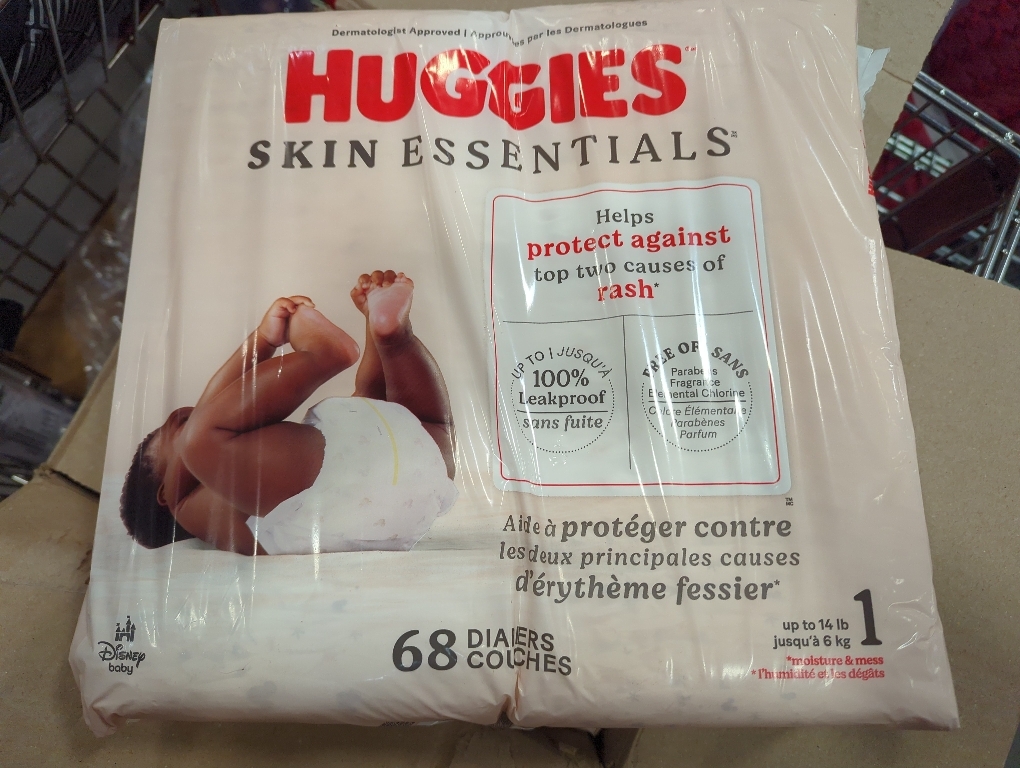 Dermatologist Approved | Approuvés par les Dermatologues
HUGGIES™
SKIN ESSENTIALS
Helps
protect against
top two causes of
rash*
UP TO | JUSQU'À
100%
Leakproof
sans fuite
FREE OF | SANS
Parabens
Fragrance
Elemental Chlorine
Chlore Élémentaire
Parabènes
Parfum
TM
MC
Aide à protéger contre
les deux principales causes
d'érythème fessier*
68 DIAPERS
COUCHES
Disney
baby
up to 14 lb
jusqu'à 6 kg
1
*moisture & mess
*l'humidité et les dégâts